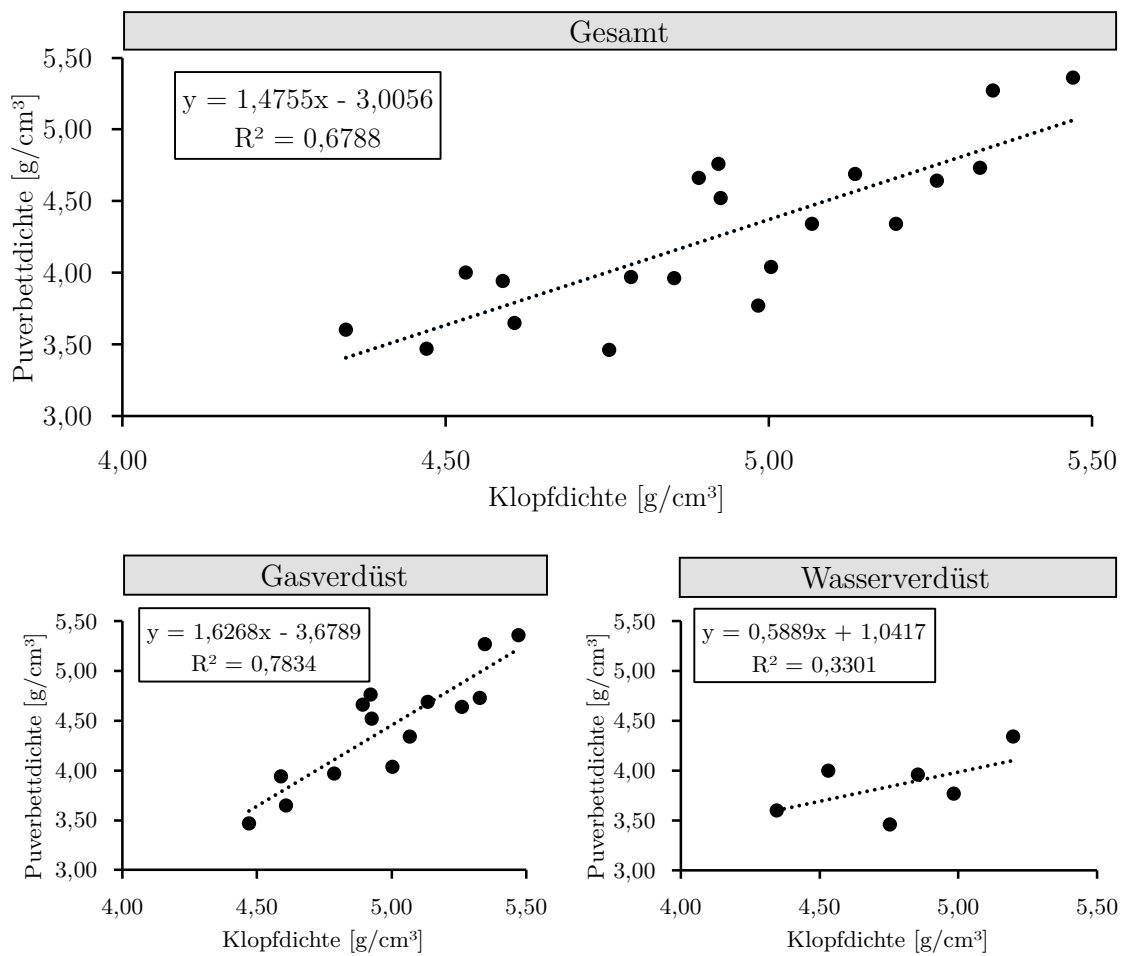 Gesamt
5,50
y = 1,4755x - 3,0056
R² = 0,6788
5,00
4,50
4,00
3,50
3,00
Puverbettdichte [g/cm³]
4,00 4,50 5,00 5,50
Klopfdichte [g/cm³]
Gasverdüst
5,50
y = 1,6268x - 3,6789
R² = 0,7834
5,00
4,50
4,00
3,50
3,00
Puverbettdichte [g/cm³]
4,00 4,50 5,00 5,50
Klopfdichte [g/cm³]
Wasserverdüst
5,50
y = 0,5889x + 1,0417
R² = 0,3301
5,00
4,50
4,00
3,50
3,00
Puverbettdichte [g/cm³]
4,00 4,50 5,00 5,50
Klopfdichte [g/cm³]